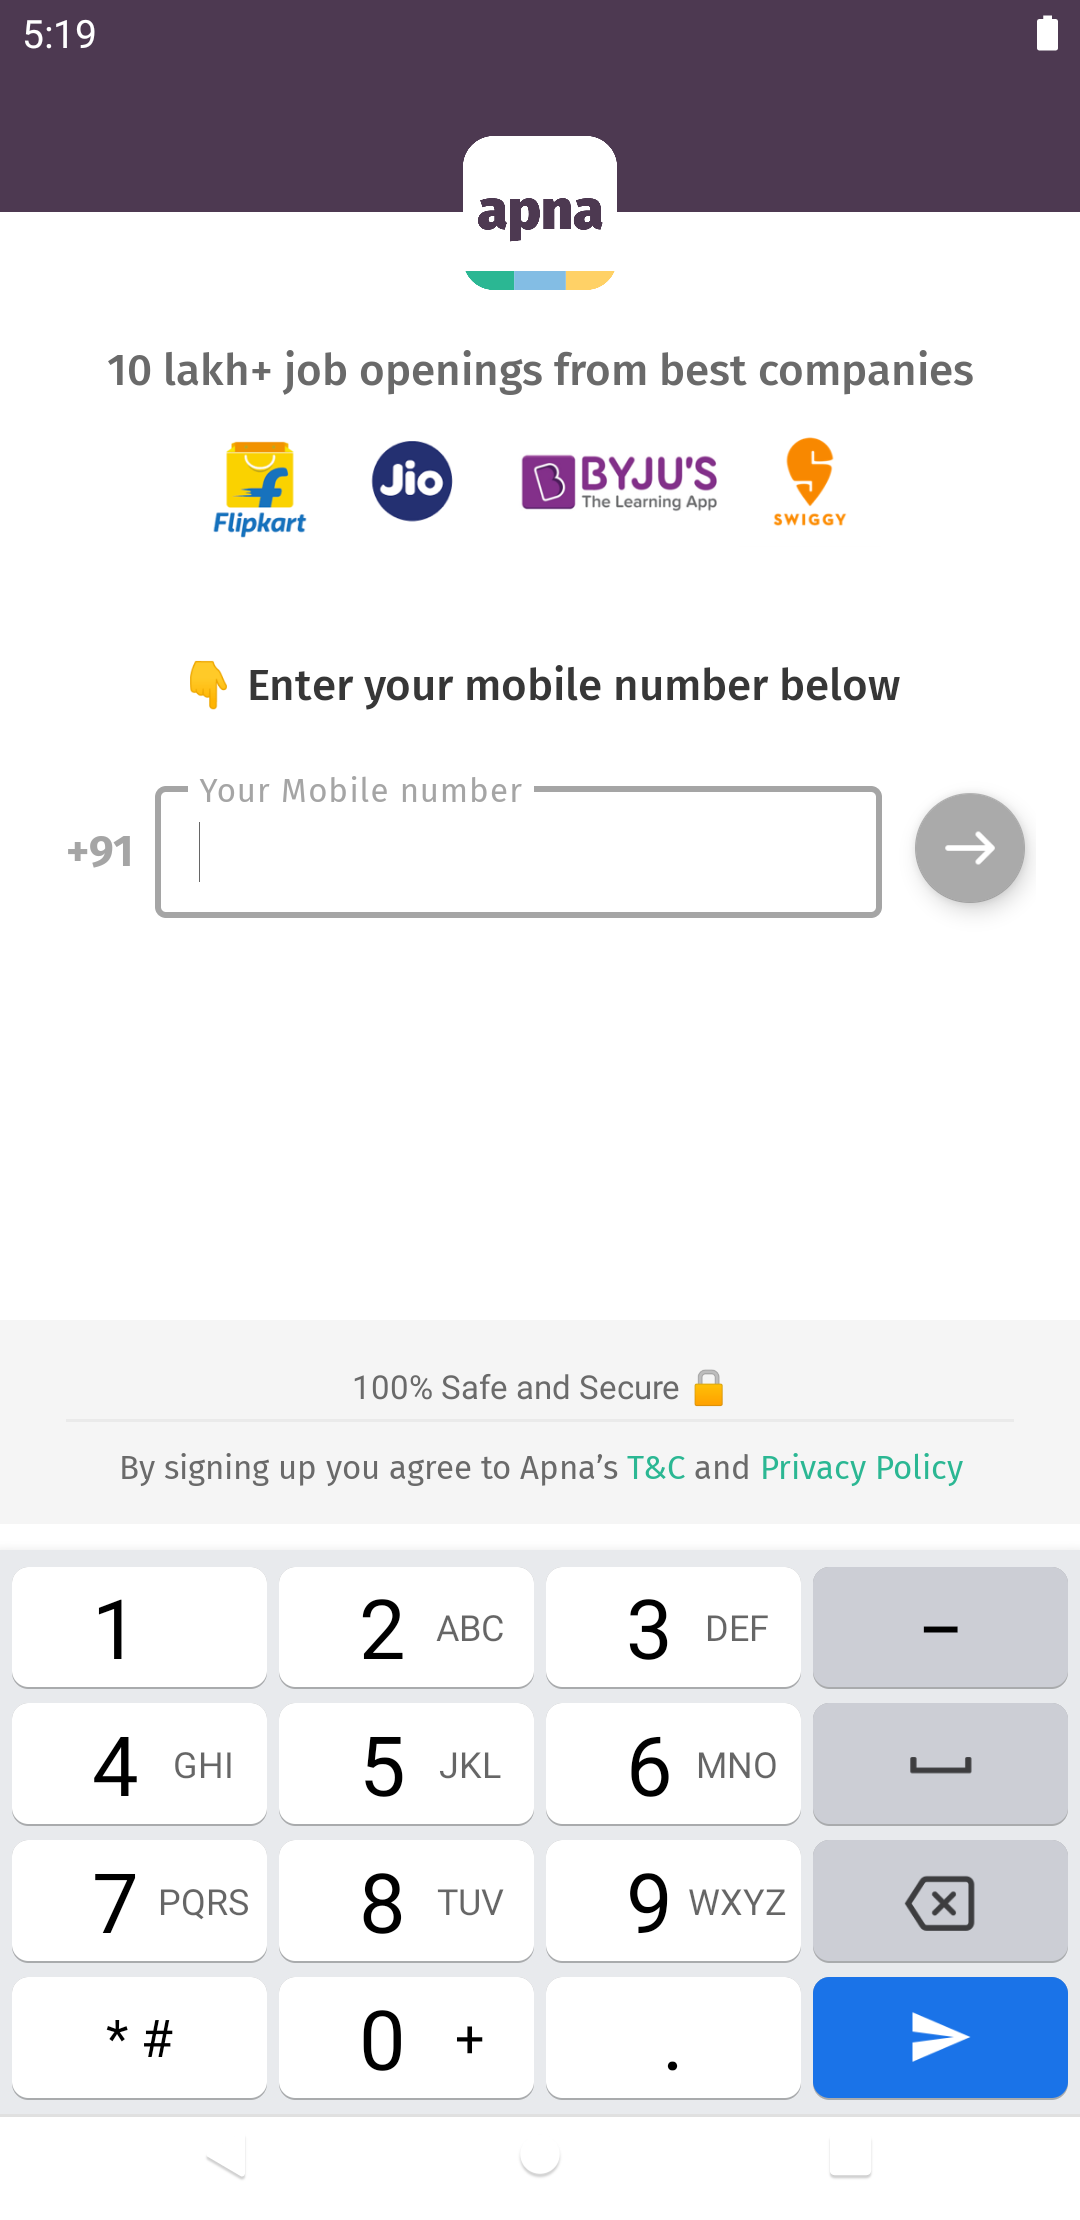 5:19
apna
10 lakh+ job openings from best companies
Flipkart
Jio
BYJU'S
The Learning App
SWIGGY
👇 Enter your mobile number below
Your Mobile number
+91
100% Safe and Secure 🔒
By signing up you agree to Apna’s T&C and Privacy Policy
1 2 ABC 3 DEF –
4 GHI 5 JKL 6 MNO
7 PQRS 8 TUV 9 WXYZ
* # 0 + .